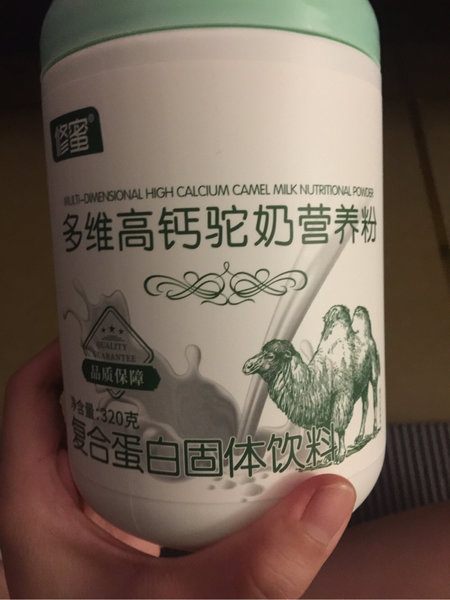 修蜜®
MULTI-DIMENSIONAL HIGH CALCIUM CAMEL MILK NUTRITIONAL POWDER
多维高钙驼奶营养粉
QUALITY
GUARANTEE
品质保障
净含量:320克
复合蛋白固体饮料